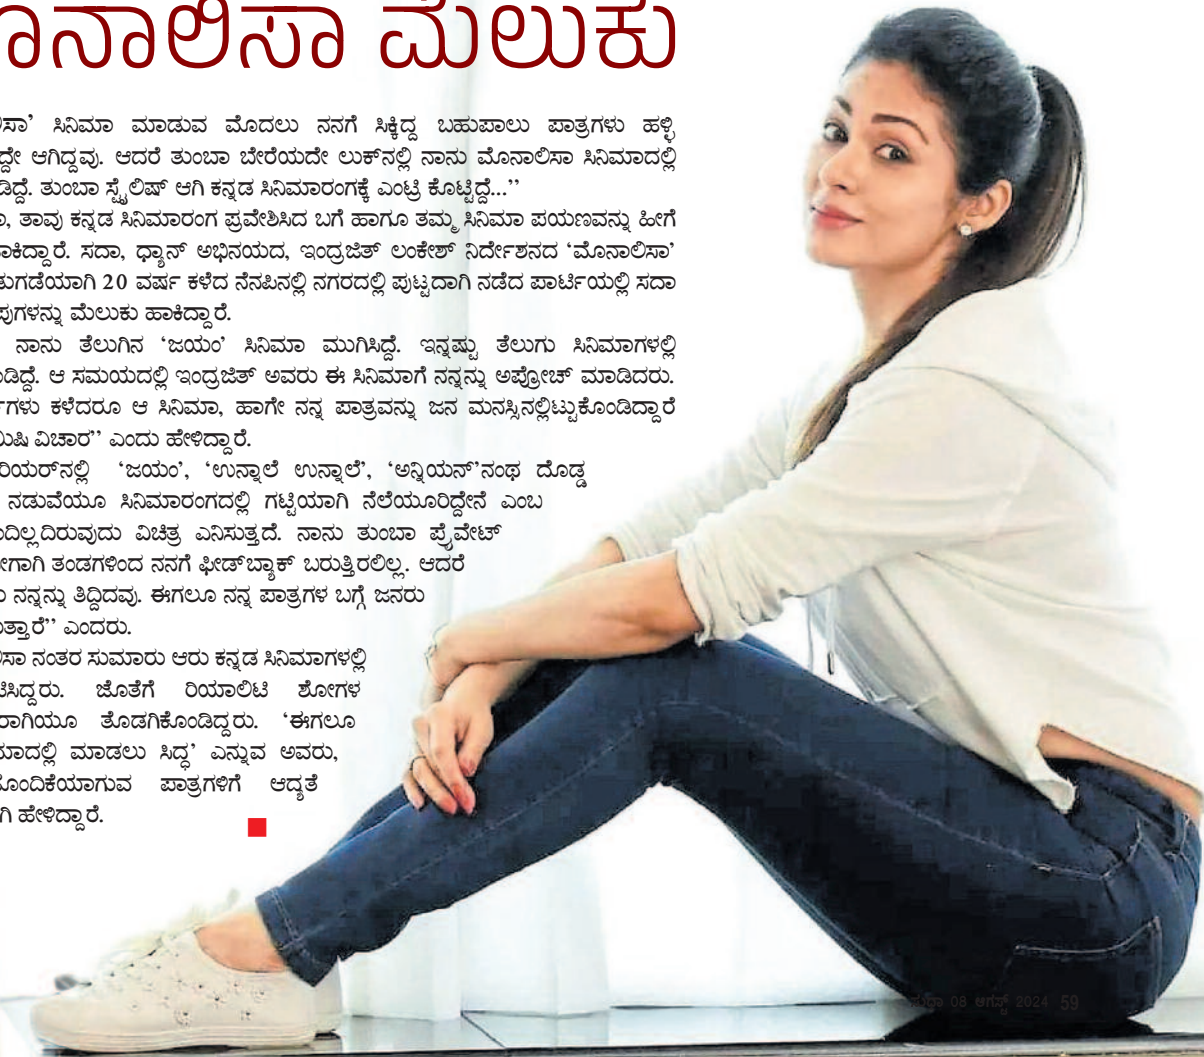 ಮೊನಾಲಿಸಾ ಮೆಲುಕು
ಸಿನಿಮಾ ಮಾಡುವ ಮೊದಲು ನನಗೆ ಸಿಕ್ಕಿದ್ದ ಬಹುಪಾಲು ಪಾತ್ರಗಳು ಹಳ್ಳಿ
ಆಗಿದ್ದವು. ಆದರೆ ತುಂಬಾ ಬೇರೆಯದೇ ಲುಕ್‌ನಲ್ಲಿ ನಾನು ಮೊನಾಲಿಸಾ ಸಿನಿಮಾದಲ್ಲಿ
ತುಂಬಾ ಸ್ಟೈಲಿಷ್ ಆಗಿ ಕನ್ನಡ ಸಿನಿಮಾರಂಗಕ್ಕೆ ಎಂಟ್ರಿ ಕೊಟ್ಟಿದ್ದೆ...’’
ತಾವು ಕನ್ನಡ ಸಿನಿಮಾರಂಗ ಪ್ರವೇಶಿಸಿದ ಬಗೆ ಹಾಗೂ ತಮ್ಮ ಸಿನಿಮಾ ಪಯಣವನ್ನು ಹೀಗೆ
ಸದಾ, ಧ್ಯಾನ್ ಅಭಿನಯದ, ಇಂದ್ರಜಿತ್ ಲಂಕೇಶ್ ನಿರ್ದೇಶನದ ‘ಮೊನಾಲಿಸಾ’
ತುಗಡೆಯಾಗಿ 20 ವರ್ಷ ಕಳೆದ ನೆನಪಿನಲ್ಲಿ ನಗರದಲ್ಲಿ ಪುಟ್ಟದಾಗಿ ನಡೆದ ಪಾರ್ಟಿಯಲ್ಲಿ ಸದಾ
ಪುಗಳನ್ನು ಮೆಲುಕು ಹಾಕಿದ್ದಾರೆ.
ನಾನು ತೆಲುಗಿನ ‘ಜಯಂ’ ಸಿನಿಮಾ ಮುಗಿಸಿದ್ದೆ. ಇನ್ನಷ್ಟು ತೆಲುಗು ಸಿನಿಮಾಗಳಲ್ಲಿ
ಡಿದ್ದೆ. ಆ ಸಮಯದಲ್ಲಿ ಇಂದ್ರಜಿತ್ ಅವರು ಈ ಸಿನಿಮಾಗೆ ನನ್ನನ್ನು ಅಪ್ರೋಚ್ ಮಾಡಿದರು.
ಗಳು ಕಳೆದರೂ ಆ ಸಿನಿಮಾ, ಹಾಗೇ ನನ್ನ ಪಾತ್ರವನ್ನು ಜನ ಮನಸ್ಸಿನಲ್ಲಿಟ್ಟುಕೊಂಡಿದ್ದಾರೆ
ುಷಿ ವಿಚಾರ’’ ಎಂದು ಹೇಳಿದ್ದಾರೆ.
ರಿಯರ್‌ನಲ್ಲಿ ‘ಜಯಂ’, ‘ಉನ್ನಾಲೆ ಉನ್ನಾಲೆ’, ‘ಅನ್ನಿಯನ್’ನಂಥ ದೊಡ್ಡ
ನಡುವೆಯೂ ಸಿನಿಮಾರಂಗದಲ್ಲಿ ಗಟ್ಟಿಯಾಗಿ ನೆಲೆಯೂರಿದ್ದೇನೆ ಎಂಬ
ದಿಲ್ಲದಿರುವುದು ವಿಚಿತ್ರ ಎನಿಸುತ್ತದೆ. ನಾನು ತುಂಬಾ ಪ್ರೈವೇಟ್
ಗಾಗಿ ತಂಡಗಳಿಂದ ನನಗೆ ಫೀಡ್‌ಬ್ಯಾಕ್ ಬರುತ್ತಿರಲಿಲ್ಲ. ಆದರೆ
ನನ್ನನ್ನು ತಿದ್ದಿದವು. ಈಗಲೂ ನನ್ನ ಪಾತ್ರಗಳ ಬಗ್ಗೆ ಜನರು
ತ್ತಾರೆ’’ ಎಂದರು.
ಸಾ ನಂತರ ಸುಮಾರು ಆರು ಕನ್ನಡ ಸಿನಿಮಾಗಳಲ್ಲಿ
ಸಿದ್ದರು. ಜೊತೆಗೆ ರಿಯಾಲಿಟಿ ಶೋಗಳ
ರಾಗಿಯೂ ತೊಡಗಿಕೊಂಡಿದ್ದರು. ‘ಈಗಲೂ
ಮಾದಲ್ಲಿ ಮಾಡಲು ಸಿದ್ಧ’ ಎನ್ನುವ ಅವರು,
ೊಂದಿಕೆಯಾಗುವ ಪಾತ್ರಗಳಿಗೆ ಆದ್ಯತೆ
ಗಿ ಹೇಳಿದ್ದಾರೆ.
ಸುಧಾ 08 ಆಗಸ್ಟ್ 2024 59